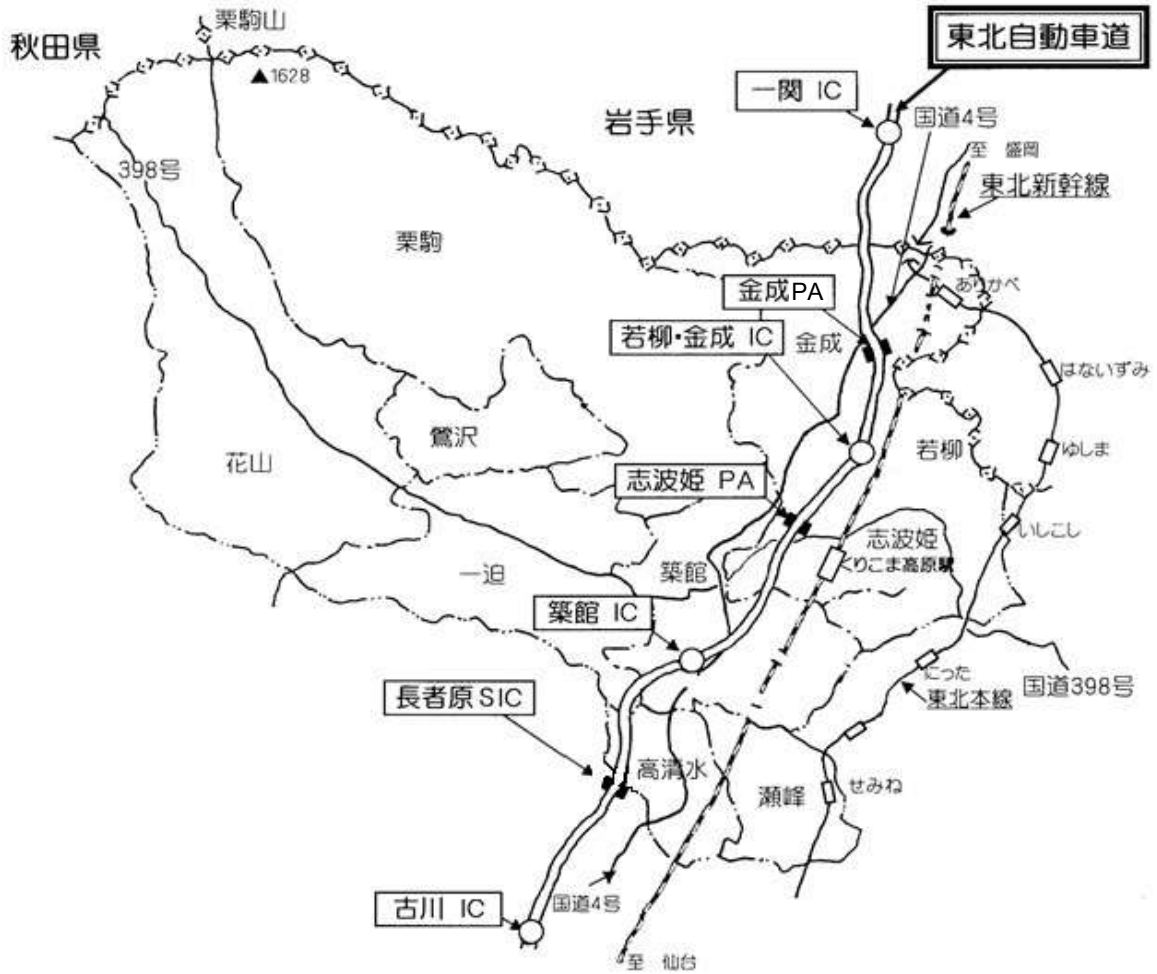 栗駒山
秋田県
東北自動車道
▲1628
一関 IC
岩手県
国道4号
至 盛岡
398号
東北新幹線
栗駒
金成PA
ありかべ
若柳・金成 IC
金成
はないずみ
鶯沢
若柳
ゆしま
花山
志波姫 PA
いしこし
志波姫
くりこま高原駅
一迫
築館
築館 IC
にった
国道398号
東北本線
長者原SIC
高清水
瀬峰
せみね
古川 IC
国道4号
至 仙台